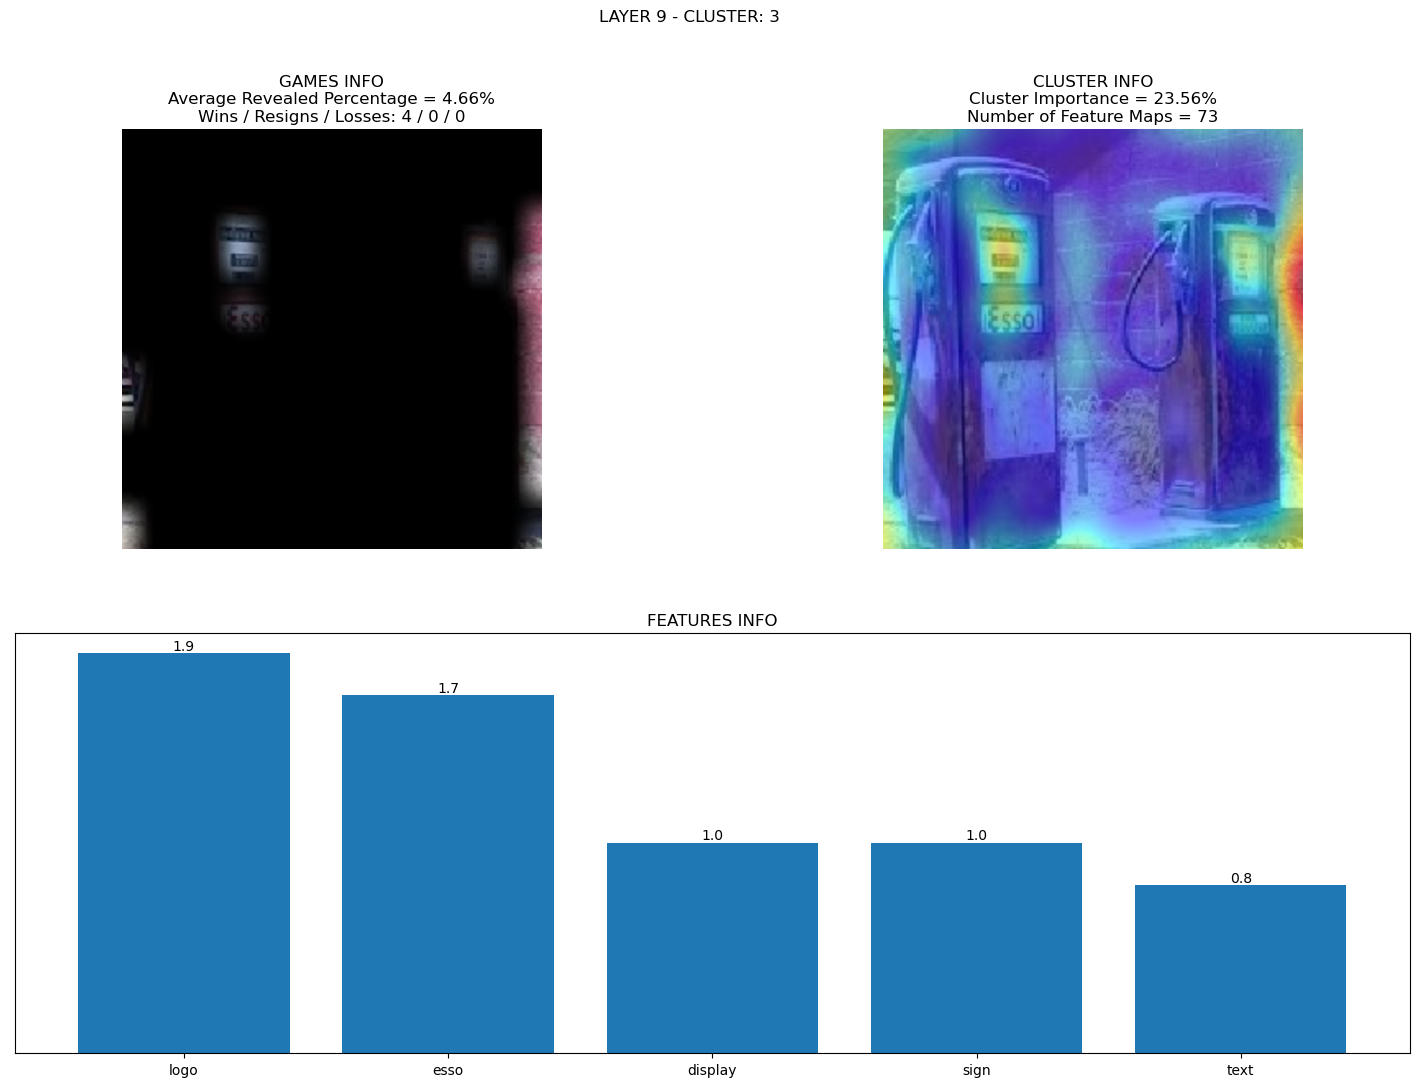 LAYER 9 - CLUSTER: 3
GAMES INFO
Average Revealed Percentage = 4.66%
Wins / Resigns / Losses: 4 / 0 / 0
CLUSTER INFO
Cluster Importance = 23.56%
Number of Feature Maps = 73
Esso
Esso
FEATURES INFO
1.9
1.7
1.0
1.0
0.8
logo
esso
display
sign
text